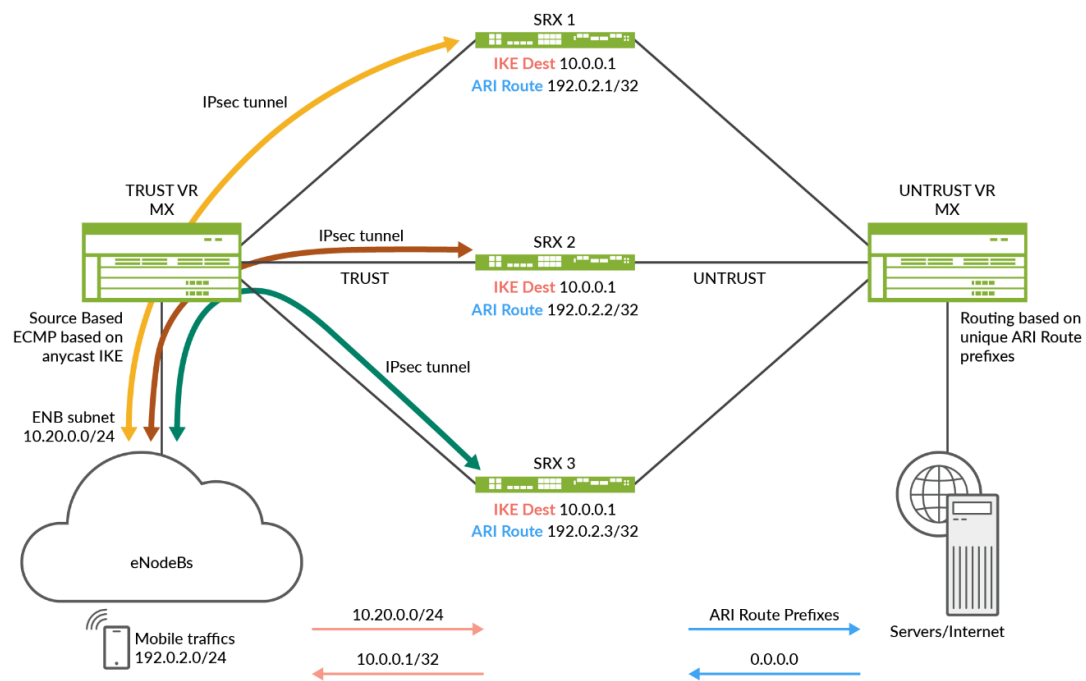 SRX 1
IKE Dest 10.0.0.1
ARI Route 192.0.2.1/32
IPsec tunnel
TRUST VR
MX
UNTRUST VR
MX
IPsec tunnel
SRX 2
TRUST
UNTRUST
IKE Dest 10.0.0.1
ARI Route 192.0.2.2/32
Source Based
ECMP based on
anycast IKE
Routing based on
unique ARI Route
prefixes
IPsec tunnel
ENB subnet
10.20.0.0/24
SRX 3
IKE Dest 10.0.0.1
ARI Route 192.0.2.3/32
eNodeBs
Mobile traffics
192.0.2.0/24
10.20.0.0/24
10.0.0.1/32
ARI Route Prefixes
0.0.0.0
Servers/Internet